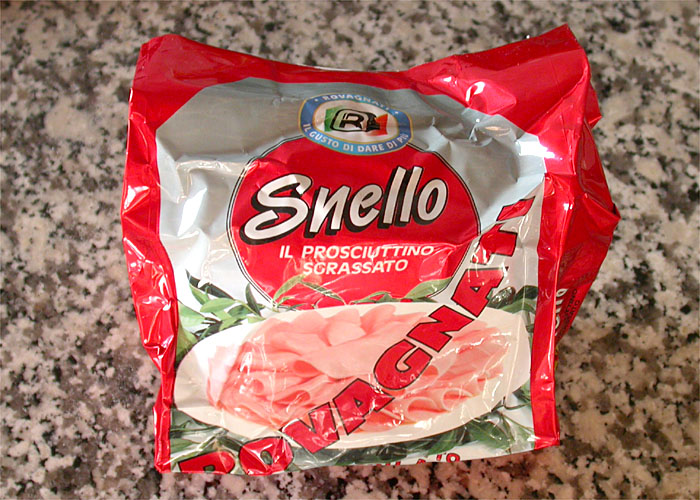 ROVAGNATI
R
IL GUSTO DI DARE DI PIÙ
Snello
IL PROSCIUTTINO
SGRASSATO
ROVAGNATI